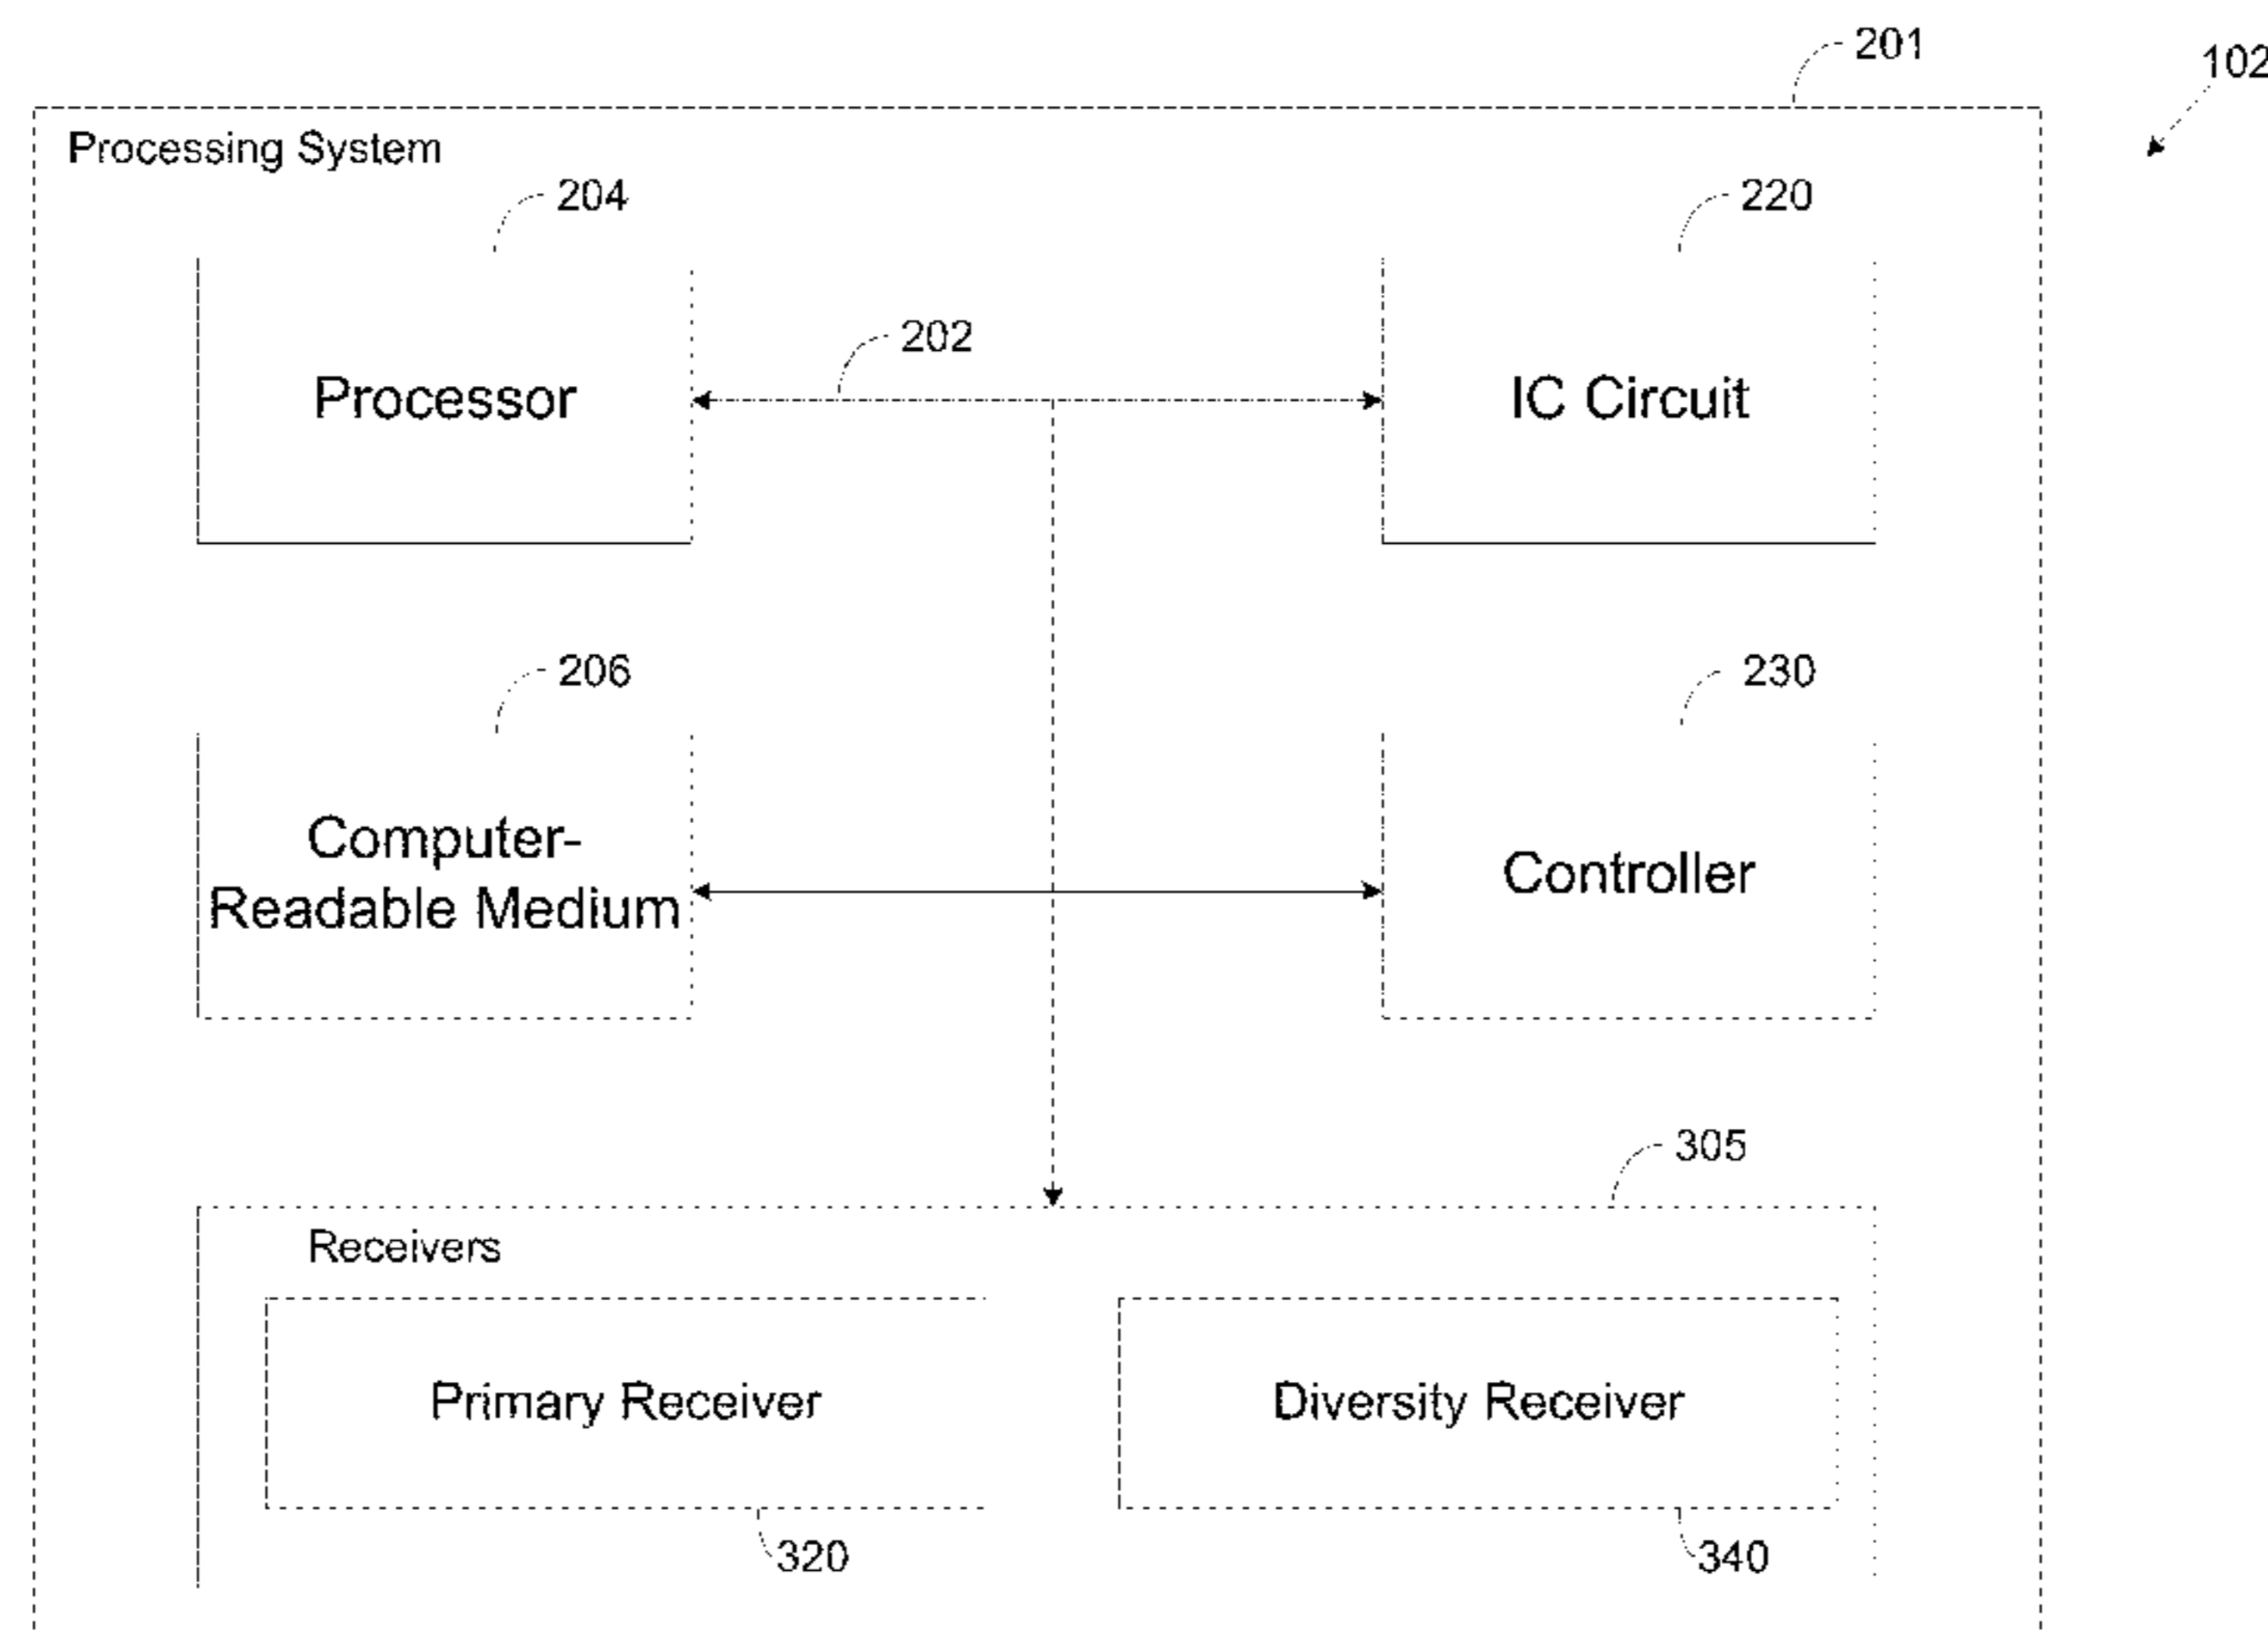 201
102
Processing System
204
220
202
Processor
IC Circuit
206
230
Computer-
Readable Medium
Controller
305
Receivers
Primary Receiver
Diversity Receiver
320
340